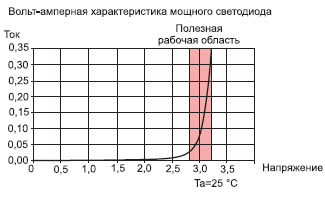 Вольт-амперная характеристика мощного светодиода
Полезная
рабочая область
Ток
0,35
0,30
0,25
0,20
0,15
0,10
0,05
0,00
0 0,5 1,0 1,5 2,0 2,5 3,0 3,5 Напряжение
Ta=25 °C